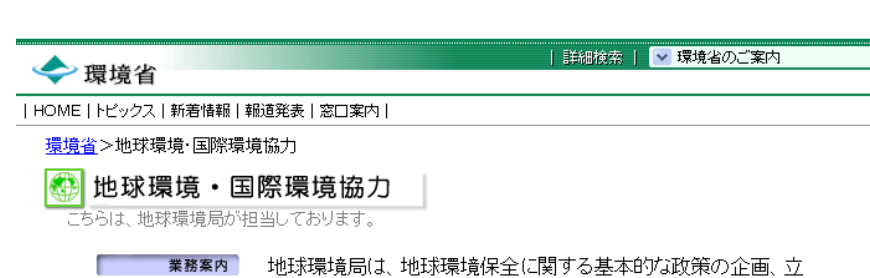 | 詳細検索 | 環境省のご案内
環境省
| HOME | トピックス | 新着情報 | 報道発表 | 窓口案内 |
環境省＞地球環境・国際環境協力
地球環境・国際環境協力
こちらは、地球環境局が担当しております。
業務案内 地球環境局は、地球環境保全に関する基本的な政策の企画、立